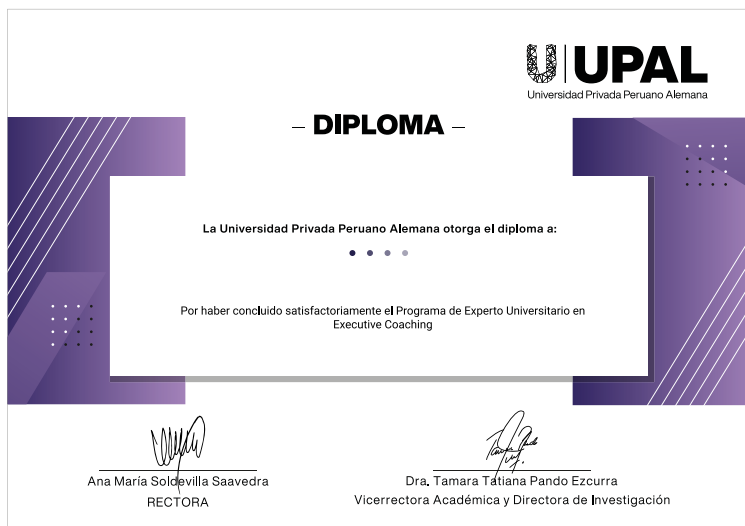 UPAL
Universidad Privada Peruano Alemana
– DIPLOMA –
La Universidad Privada Peruano Alemana otorga el diploma a:
Por haber concluido satisfactoriamente el Programa de Experto Universitario en
Executive Coaching
Ana María Soldevilla Saavedra
RECTORA
Dra. Tamara Tatiana Pando Ezcurra
Vicerrectora Académica y Directora de Investigación